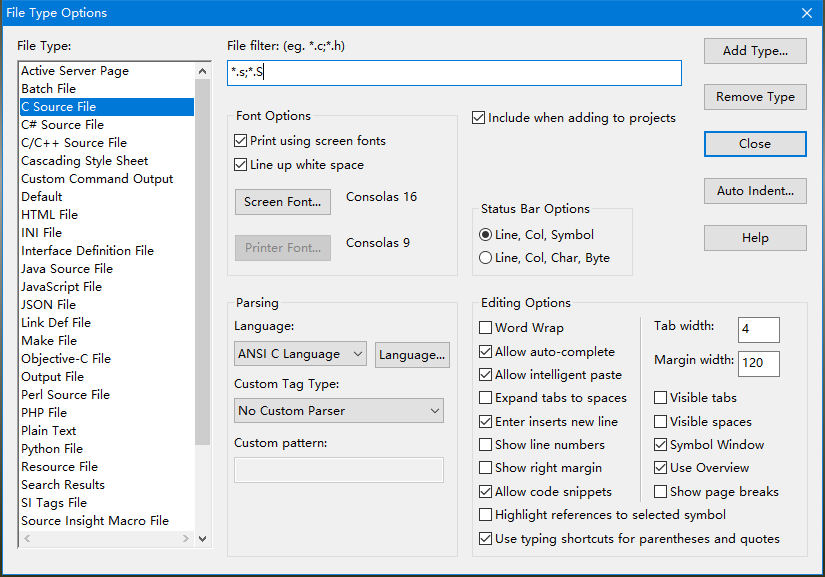 File Type Options
File Type:
Active Server Page
Batch File
C Source File
C# Source File
C/C++ Source File
Cascading Style Sheet
Custom Command Output
Default
HTML File
INI File
Interface Definition File
Java Source File
JavaScript File
JSON File
Link Def File
Make File
Objective-C File
Output File
Perl Source File
PHP File
Plain Text
Python File
Resource File
Search Results
SI Tags File
Source Insight Macro File
File filter: (eg. *.c;*.h)
*.s;*.S
Font Options
Print using screen fonts
Line up white space
Screen Font...
Consolas 16
Printer Font...
Consolas 9
Include when adding to projects
Status Bar Options
Line, Col, Symbol
Line, Col, Char, Byte
Add Type...
Remove Type
Close
Auto Indent...
Help
Parsing
Language:
ANSI C Language
Language...
Custom Tag Type:
No Custom Parser
Custom pattern:
Editing Options
Word Wrap
Allow auto-complete
Allow intelligent paste
Expand tabs to spaces
Enter inserts new line
Show line numbers
Show right margin
Allow code snippets
Highlight references to selected symbol
Use typing shortcuts for parentheses and quotes
Tab width:
4
Margin width:
120
Visible tabs
Visible spaces
Symbol Window
Use Overview
Show page breaks